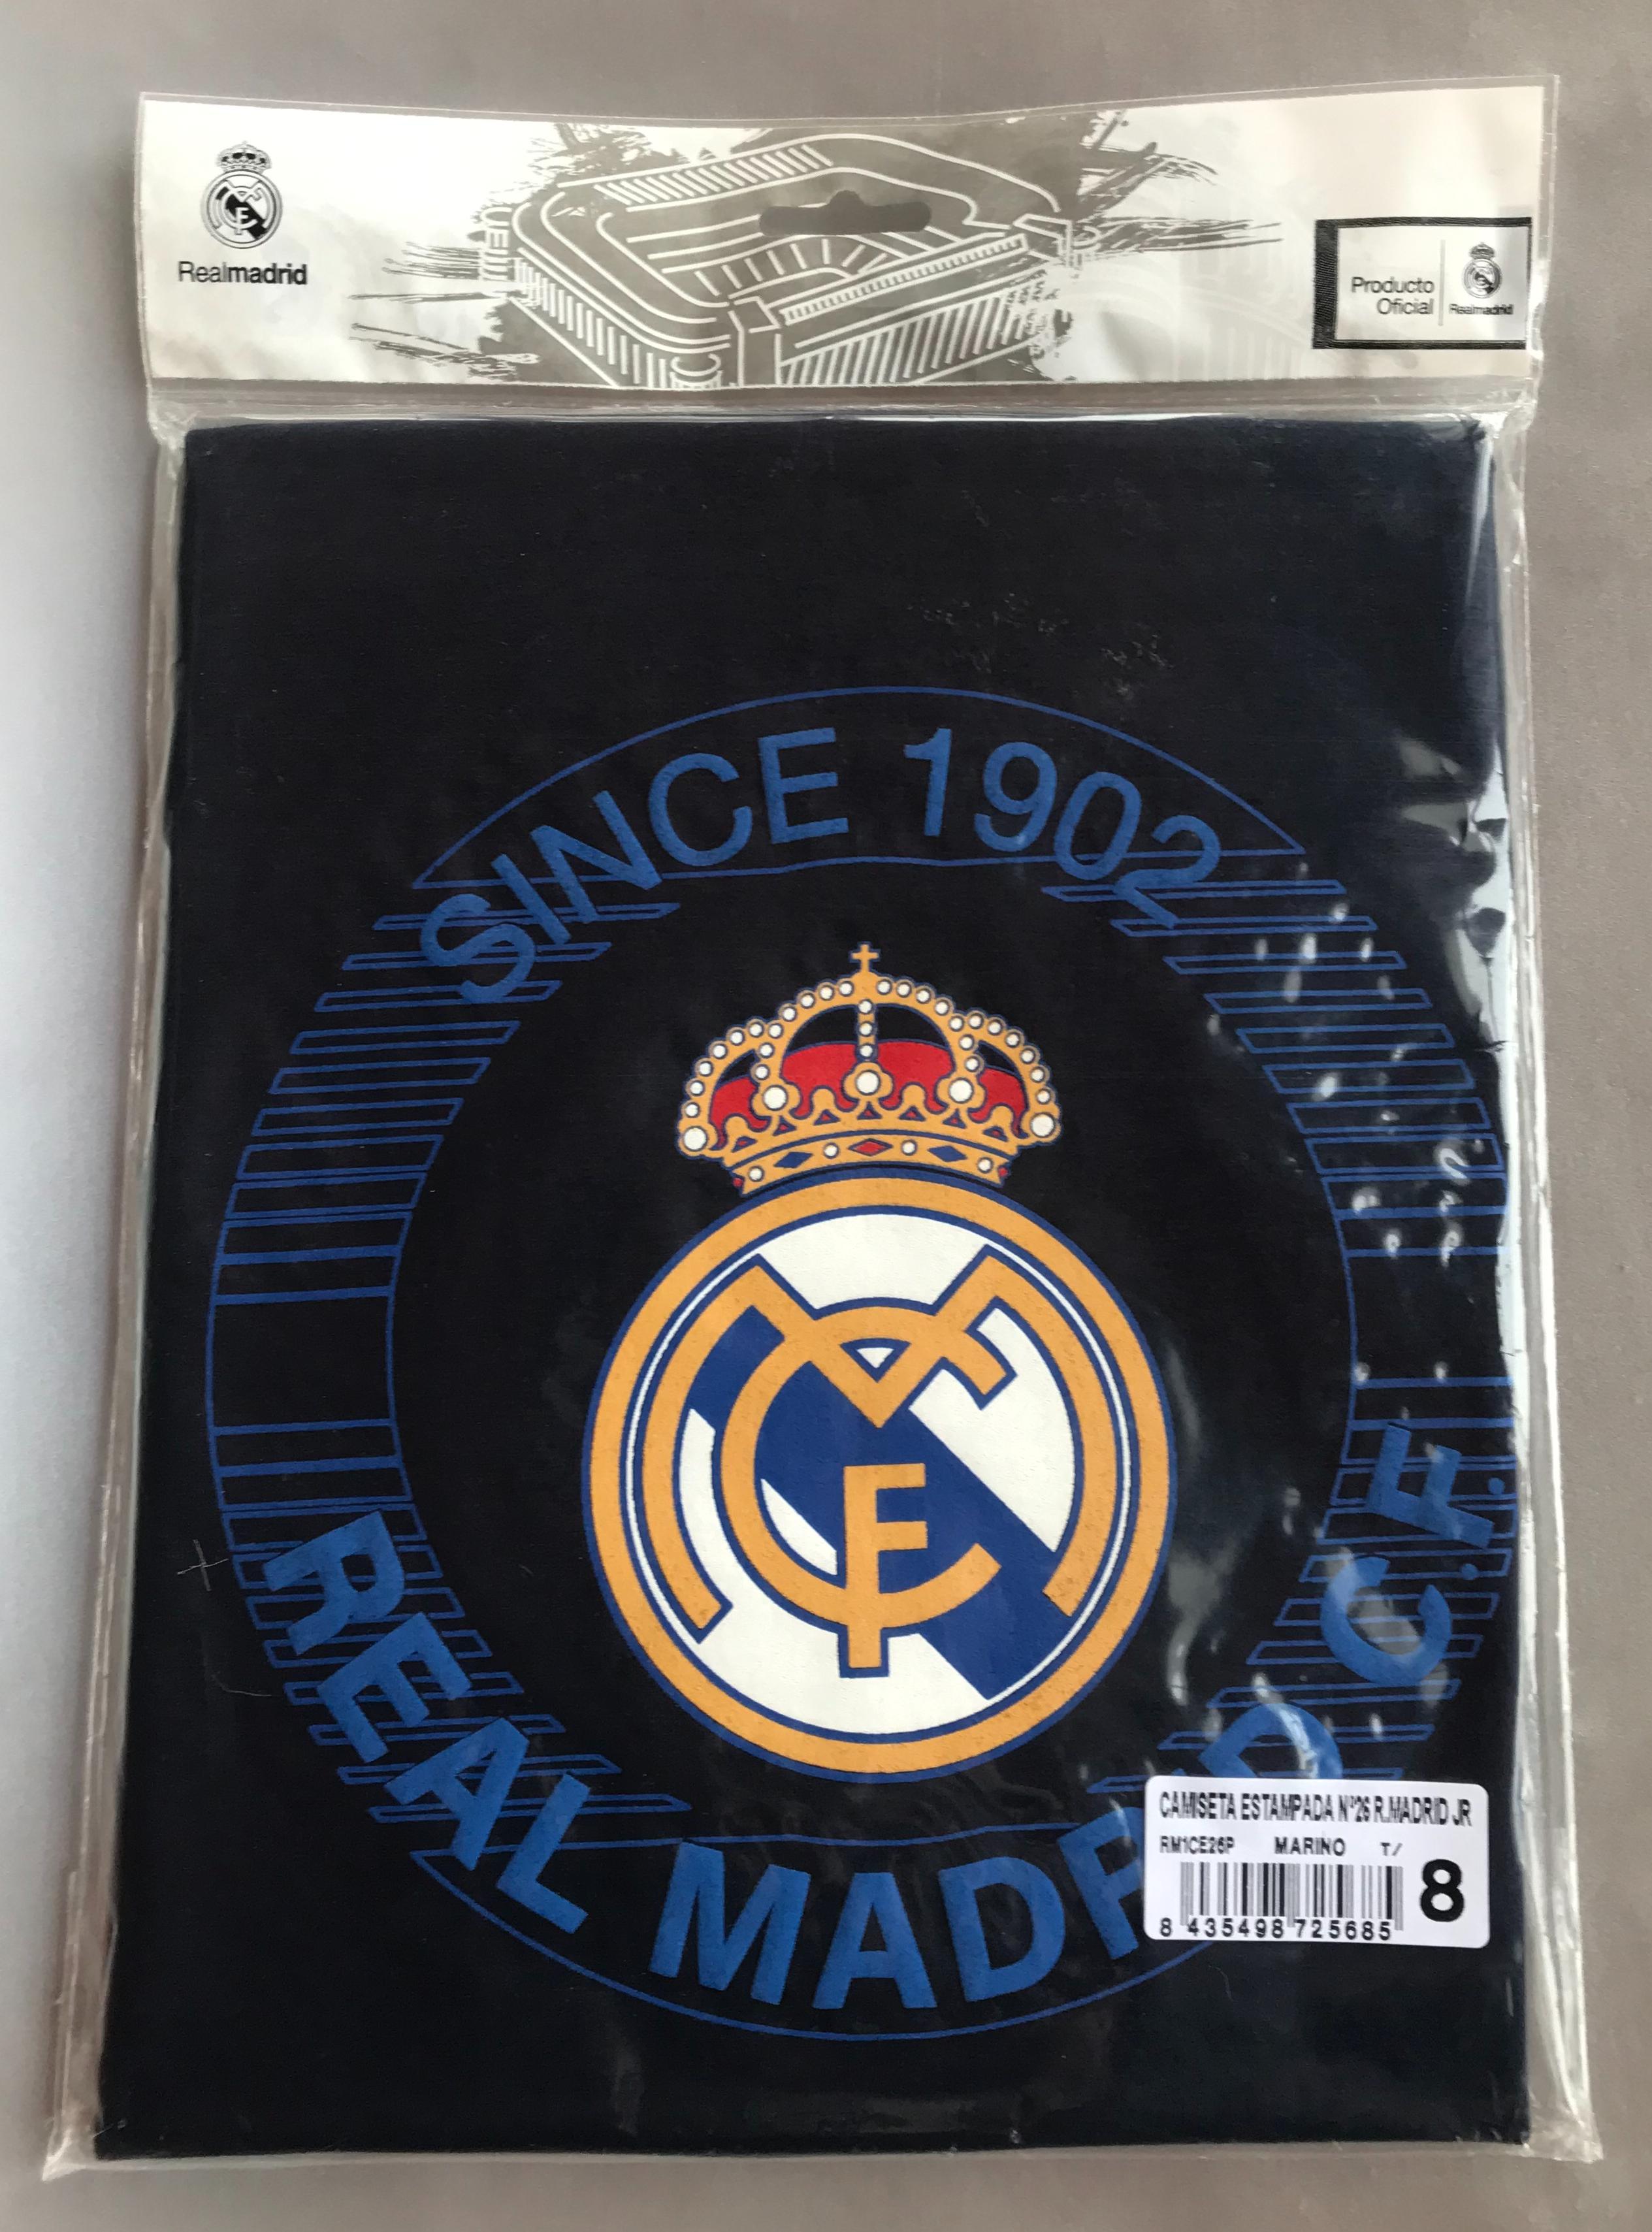 Realmadrid
Producto
Oficial
Realmadrid
SINCE 1902
REAL MADRID C.F.
CAMISETA ESTAMPADA Nº26 R.MADRID JR
RM1CE26P MARINO T/ 8
8 435498 725685